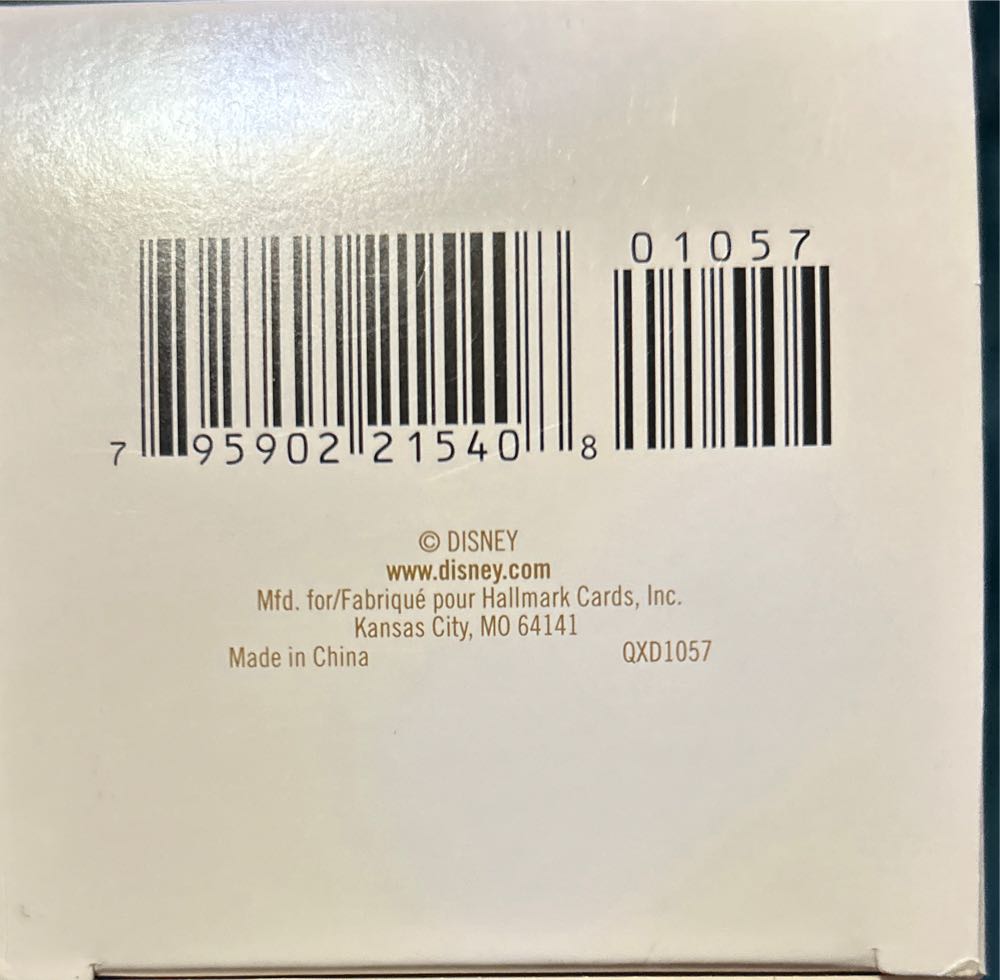 01057
7 95902 21540 8
© DISNEY
www.disney.com
Mfd. for/Fabriqué pour Hallmark Cards, Inc.
Kansas City, MO 64141
Made in China QXD1057